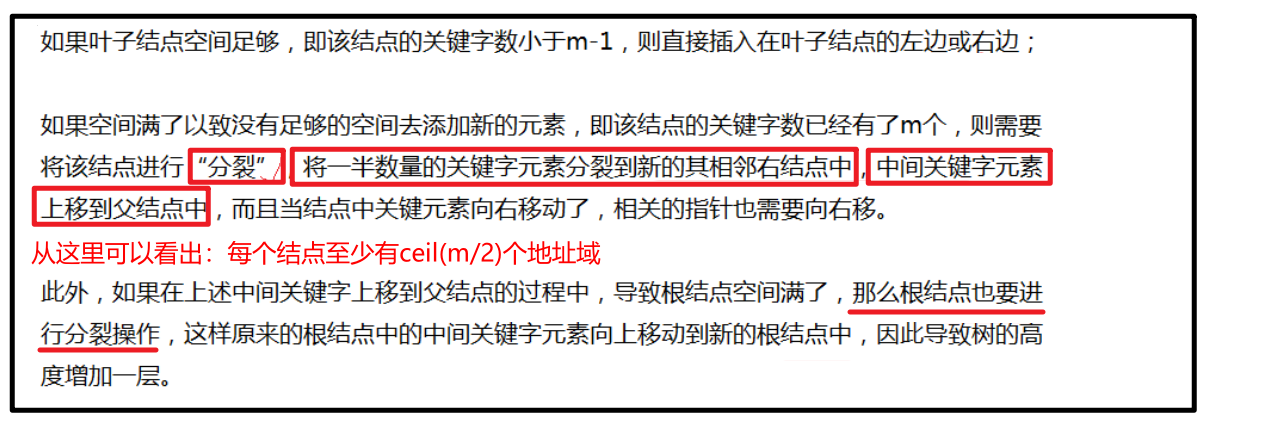 如果叶子结点空间足够，即该结点的关键字数小于m-1，则直接插入在叶子结点的左边或右边；
如果空间满了以致没有足够的空间去添加新的元素，即该结点的关键字数已经有了m个，则需要
将该结点进行“分裂”，将一半数量的关键字元素分裂到新的其相邻右结点中，中间关键字元素
上移到父结点中，而且当结点中关键元素向右移动了，相关的指针也需要向右移。
从这里可以看出：每个结点至少有ceil(m/2)个地址域
此外，如果在上述中间关键字上移到父结点的过程中，导致根结点空间满了，那么根结点也要进
行分裂操作，这样原来的根结点中的中间关键字元素向上移动到新的根结点中，因此导致树的高
度增加一层。